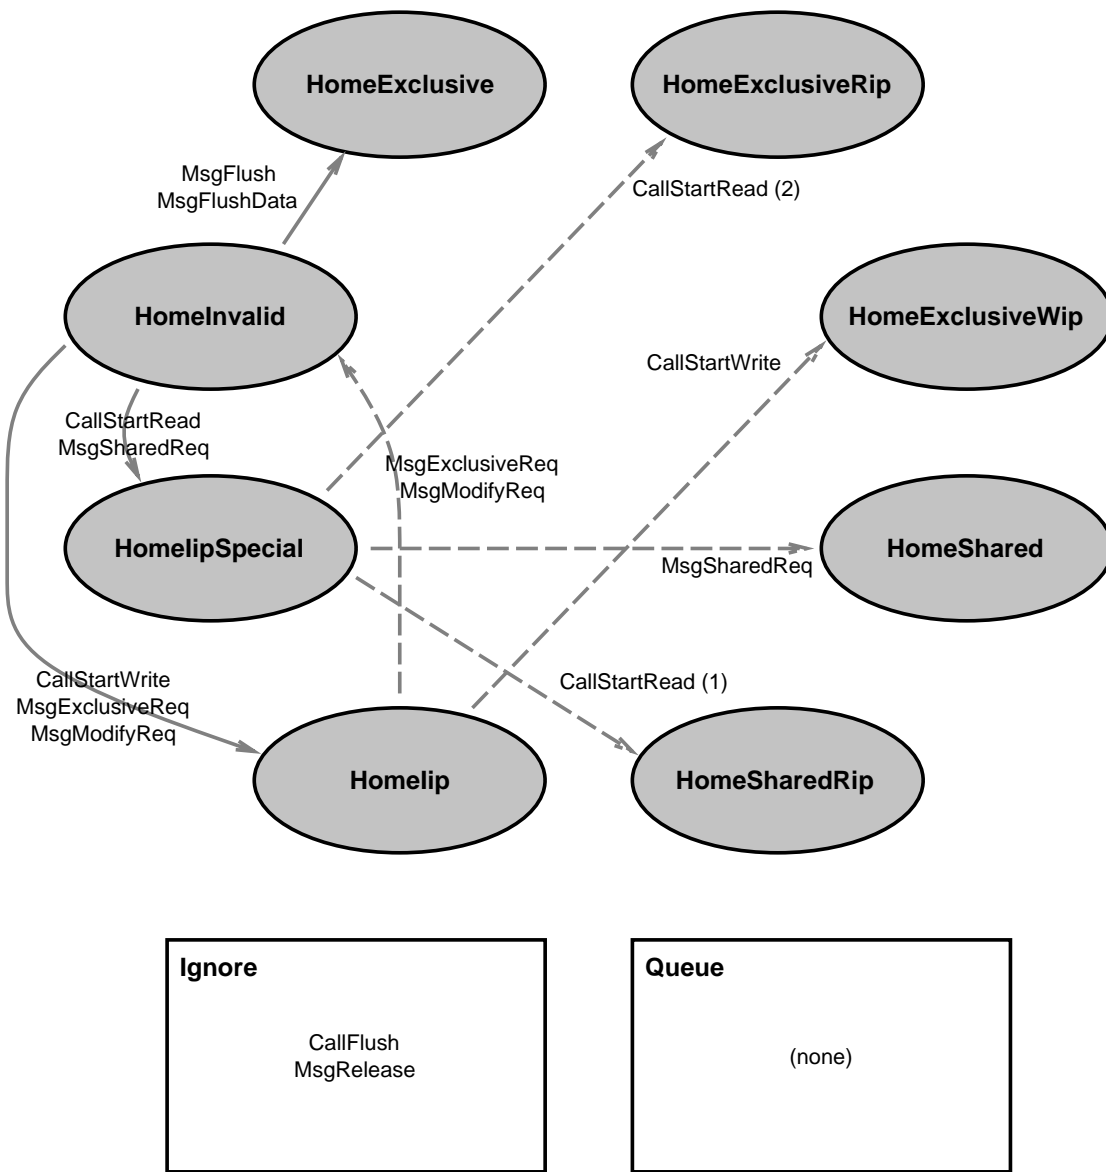 HomeExclusive
HomeExclusiveRip
MsgFlush
MsgFlushData
CallStartRead (2)
HomeInvalid
HomeExclusiveWip
CallStartWrite
CallStartRead
MsgSharedReq
MsgExclusiveReq
MsgModifyReq
HomeIipSpecial
HomeShared
MsgSharedReq
CallStartWrite
MsgExclusiveReq
MsgModifyReq
CallStartRead (1)
HomeIip
HomeSharedRip
Ignore
CallFlush
MsgRelease
Queue
(none)